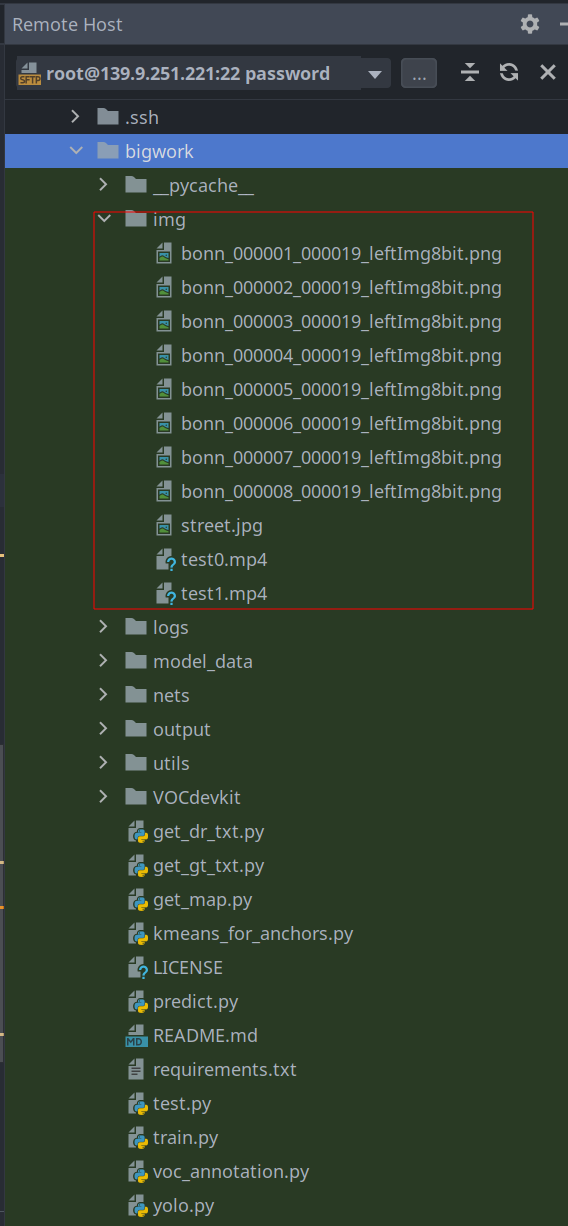 Remote Host
SFTP root@139.9.251.221:22 password ...
.ssh
bigwork
__pycache__
img
bonn_000001_000019_leftImg8bit.png
bonn_000002_000019_leftImg8bit.png
bonn_000003_000019_leftImg8bit.png
bonn_000004_000019_leftImg8bit.png
bonn_000005_000019_leftImg8bit.png
bonn_000006_000019_leftImg8bit.png
bonn_000007_000019_leftImg8bit.png
bonn_000008_000019_leftImg8bit.png
street.jpg
? test0.mp4
? test1.mp4
logs
model_data
nets
output
utils
VOCdevkit
get_dr_txt.py
get_gt_txt.py
get_map.py
kmeans_for_anchors.py
? LICENSE
predict.py
MD README.md
requirements.txt
test.py
train.py
voc_annotation.py
yolo.py